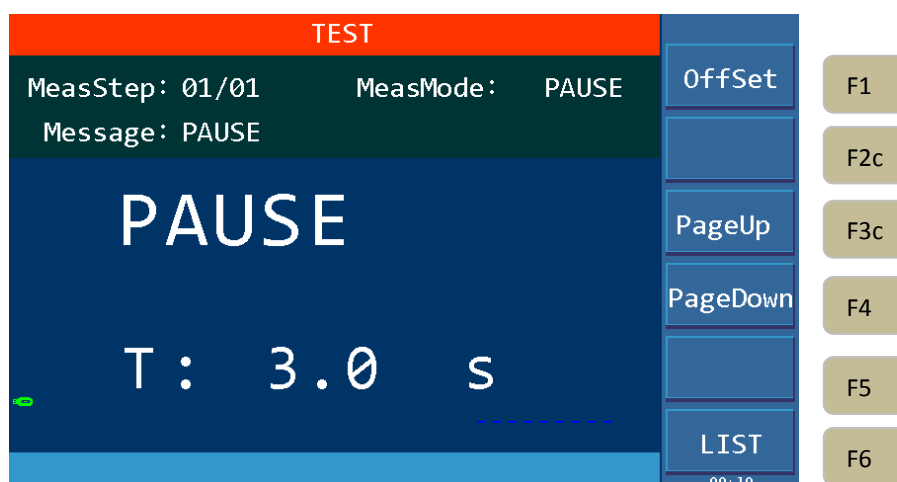 TEST
MeasStep: 01/01 MeasMode: PAUSE
Message: PAUSE
PAUSE
T: 3.0 s
OffSet
PageUp
PageDown
LIST
F1
F2c
F3c
F4
F5
F6